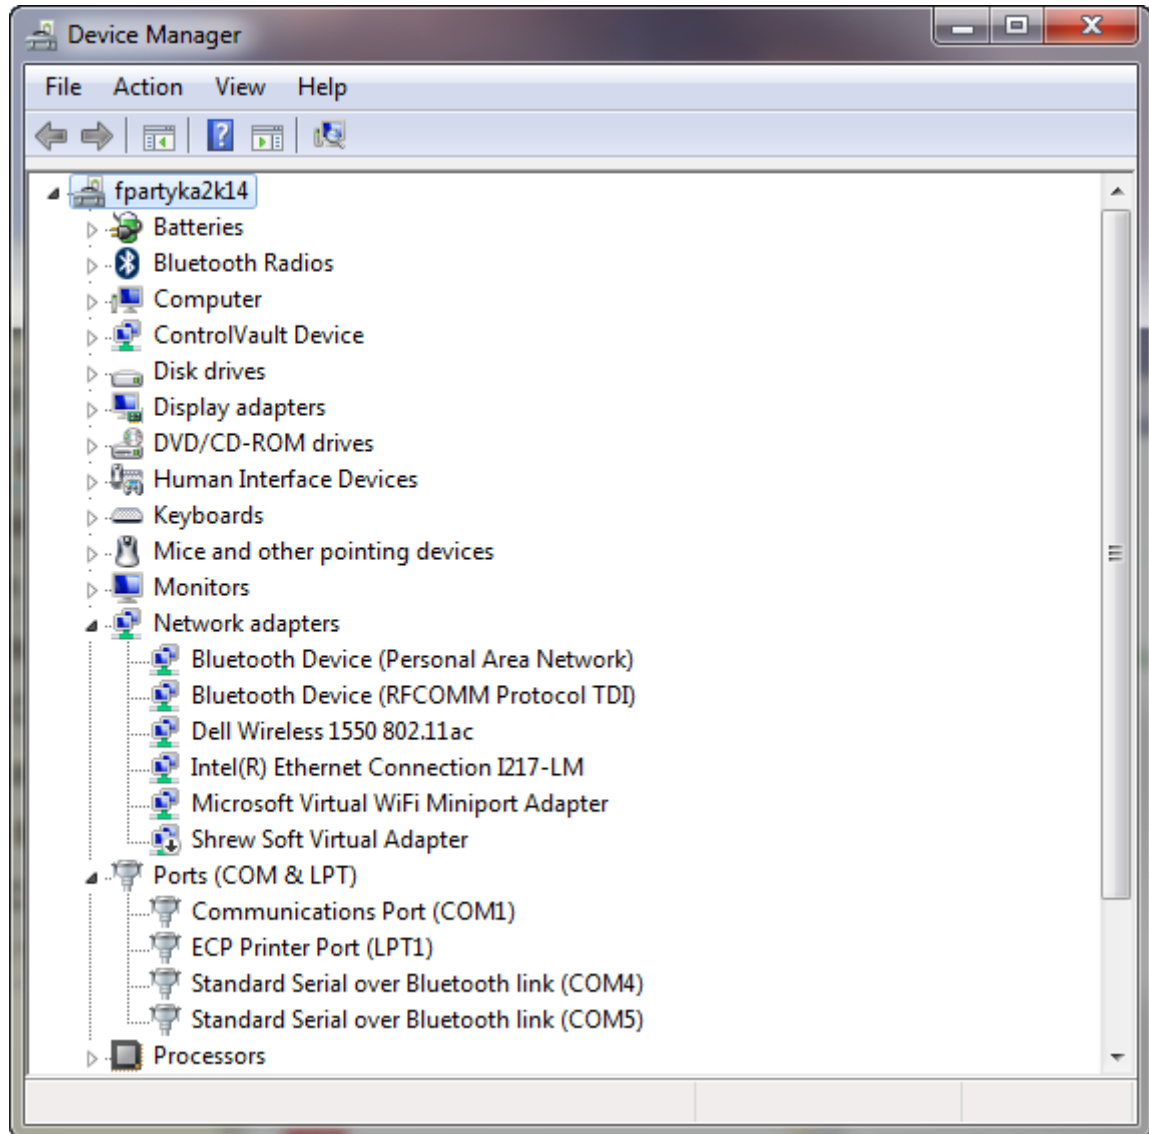 Device Manager
File Action View Help
fpartyka2k14
Batteries
Bluetooth Radios
Computer
ControlVault Device
Disk drives
Display adapters
DVD/CD-ROM drives
Human Interface Devices
Keyboards
Mice and other pointing devices
Monitors
Network adapters
Bluetooth Device (Personal Area Network)
Bluetooth Device (RFCOMM Protocol TDI)
Dell Wireless 1550 802.11ac
Intel(R) Ethernet Connection I217-LM
Microsoft Virtual WiFi Miniport Adapter
Shrew Soft Virtual Adapter
Ports (COM & LPT)
Communications Port (COM1)
ECP Printer Port (LPT1)
Standard Serial over Bluetooth link (COM4)
Standard Serial over Bluetooth link (COM5)
Processors